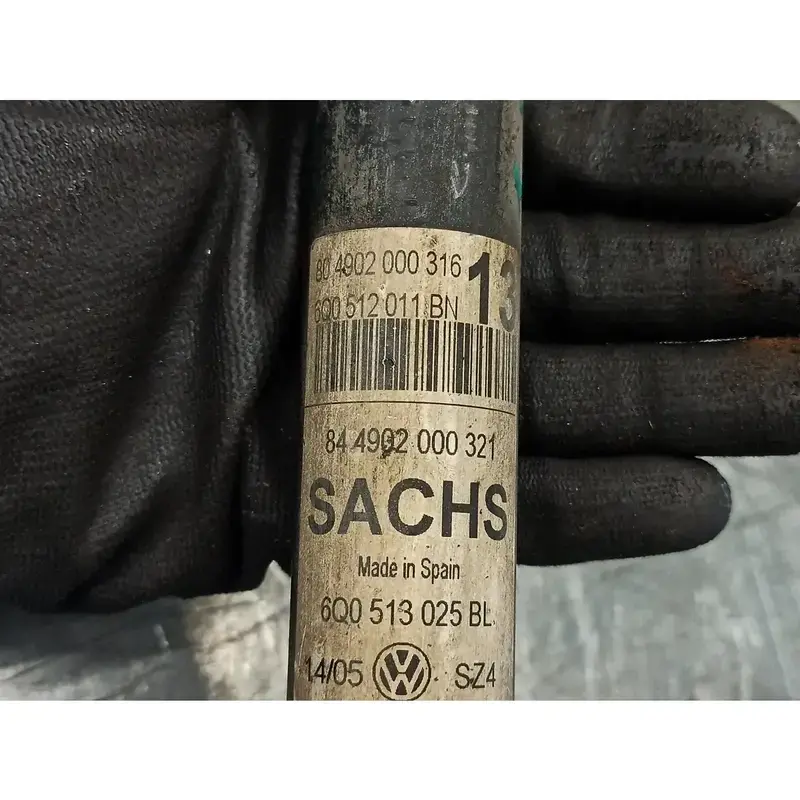 80 4902 000 316
6Q0 512 011 BN 13
84 4902 000 321
SACHS
Made in Spain
6Q0 513 025 BL
14/05 VW SZ4